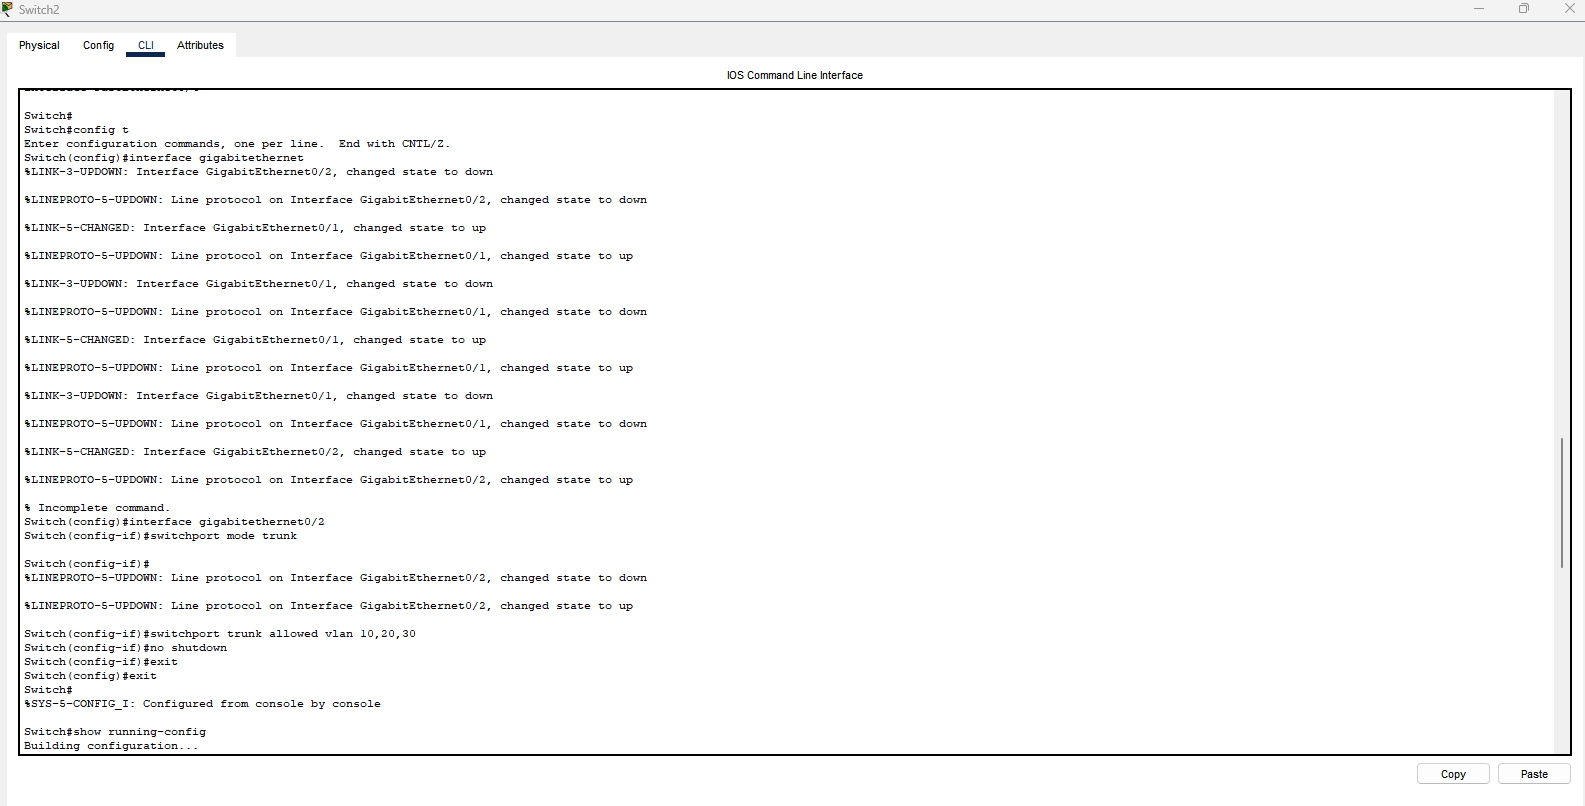 Switch2
Physical Config CLI Attributes
IOS Command Line Interface
Switch#
Switch#config t
Enter configuration commands, one per line.  End with CNTL/Z.
Switch(config)#interface gigabitethernet
%LINK-3-UPDOWN: Interface GigabitEthernet0/2, changed state to down
%LINEPROTO-5-UPDOWN: Line protocol on Interface GigabitEthernet0/2, changed state to down
%LINK-5-CHANGED: Interface GigabitEthernet0/1, changed state to up
%LINEPROTO-5-UPDOWN: Line protocol on Interface GigabitEthernet0/1, changed state to up
%LINK-3-UPDOWN: Interface GigabitEthernet0/1, changed state to down
%LINEPROTO-5-UPDOWN: Line protocol on Interface GigabitEthernet0/1, changed state to down
%LINK-5-CHANGED: Interface GigabitEthernet0/1, changed state to up
%LINEPROTO-5-UPDOWN: Line protocol on Interface GigabitEthernet0/1, changed state to up
%LINK-3-UPDOWN: Interface GigabitEthernet0/1, changed state to down
%LINEPROTO-5-UPDOWN: Line protocol on Interface GigabitEthernet0/1, changed state to down
%LINK-5-CHANGED: Interface GigabitEthernet0/2, changed state to up
%LINEPROTO-5-UPDOWN: Line protocol on Interface GigabitEthernet0/2, changed state to up
% Incomplete command.
Switch(config)#interface gigabitethernet0/2
Switch(config-if)#switchport mode trunk
Switch(config-if)#
%LINEPROTO-5-UPDOWN: Line protocol on Interface GigabitEthernet0/2, changed state to down
%LINEPROTO-5-UPDOWN: Line protocol on Interface GigabitEthernet0/2, changed state to up
Switch(config-if)#switchport trunk allowed vlan 10,20,30
Switch(config-if)#no shutdown
Switch(config-if)#exit
Switch(config)#exit
Switch#
%SYS-5-CONFIG_I: Configured from console by console
Switch#show running-config
Building configuration...
Copy Paste